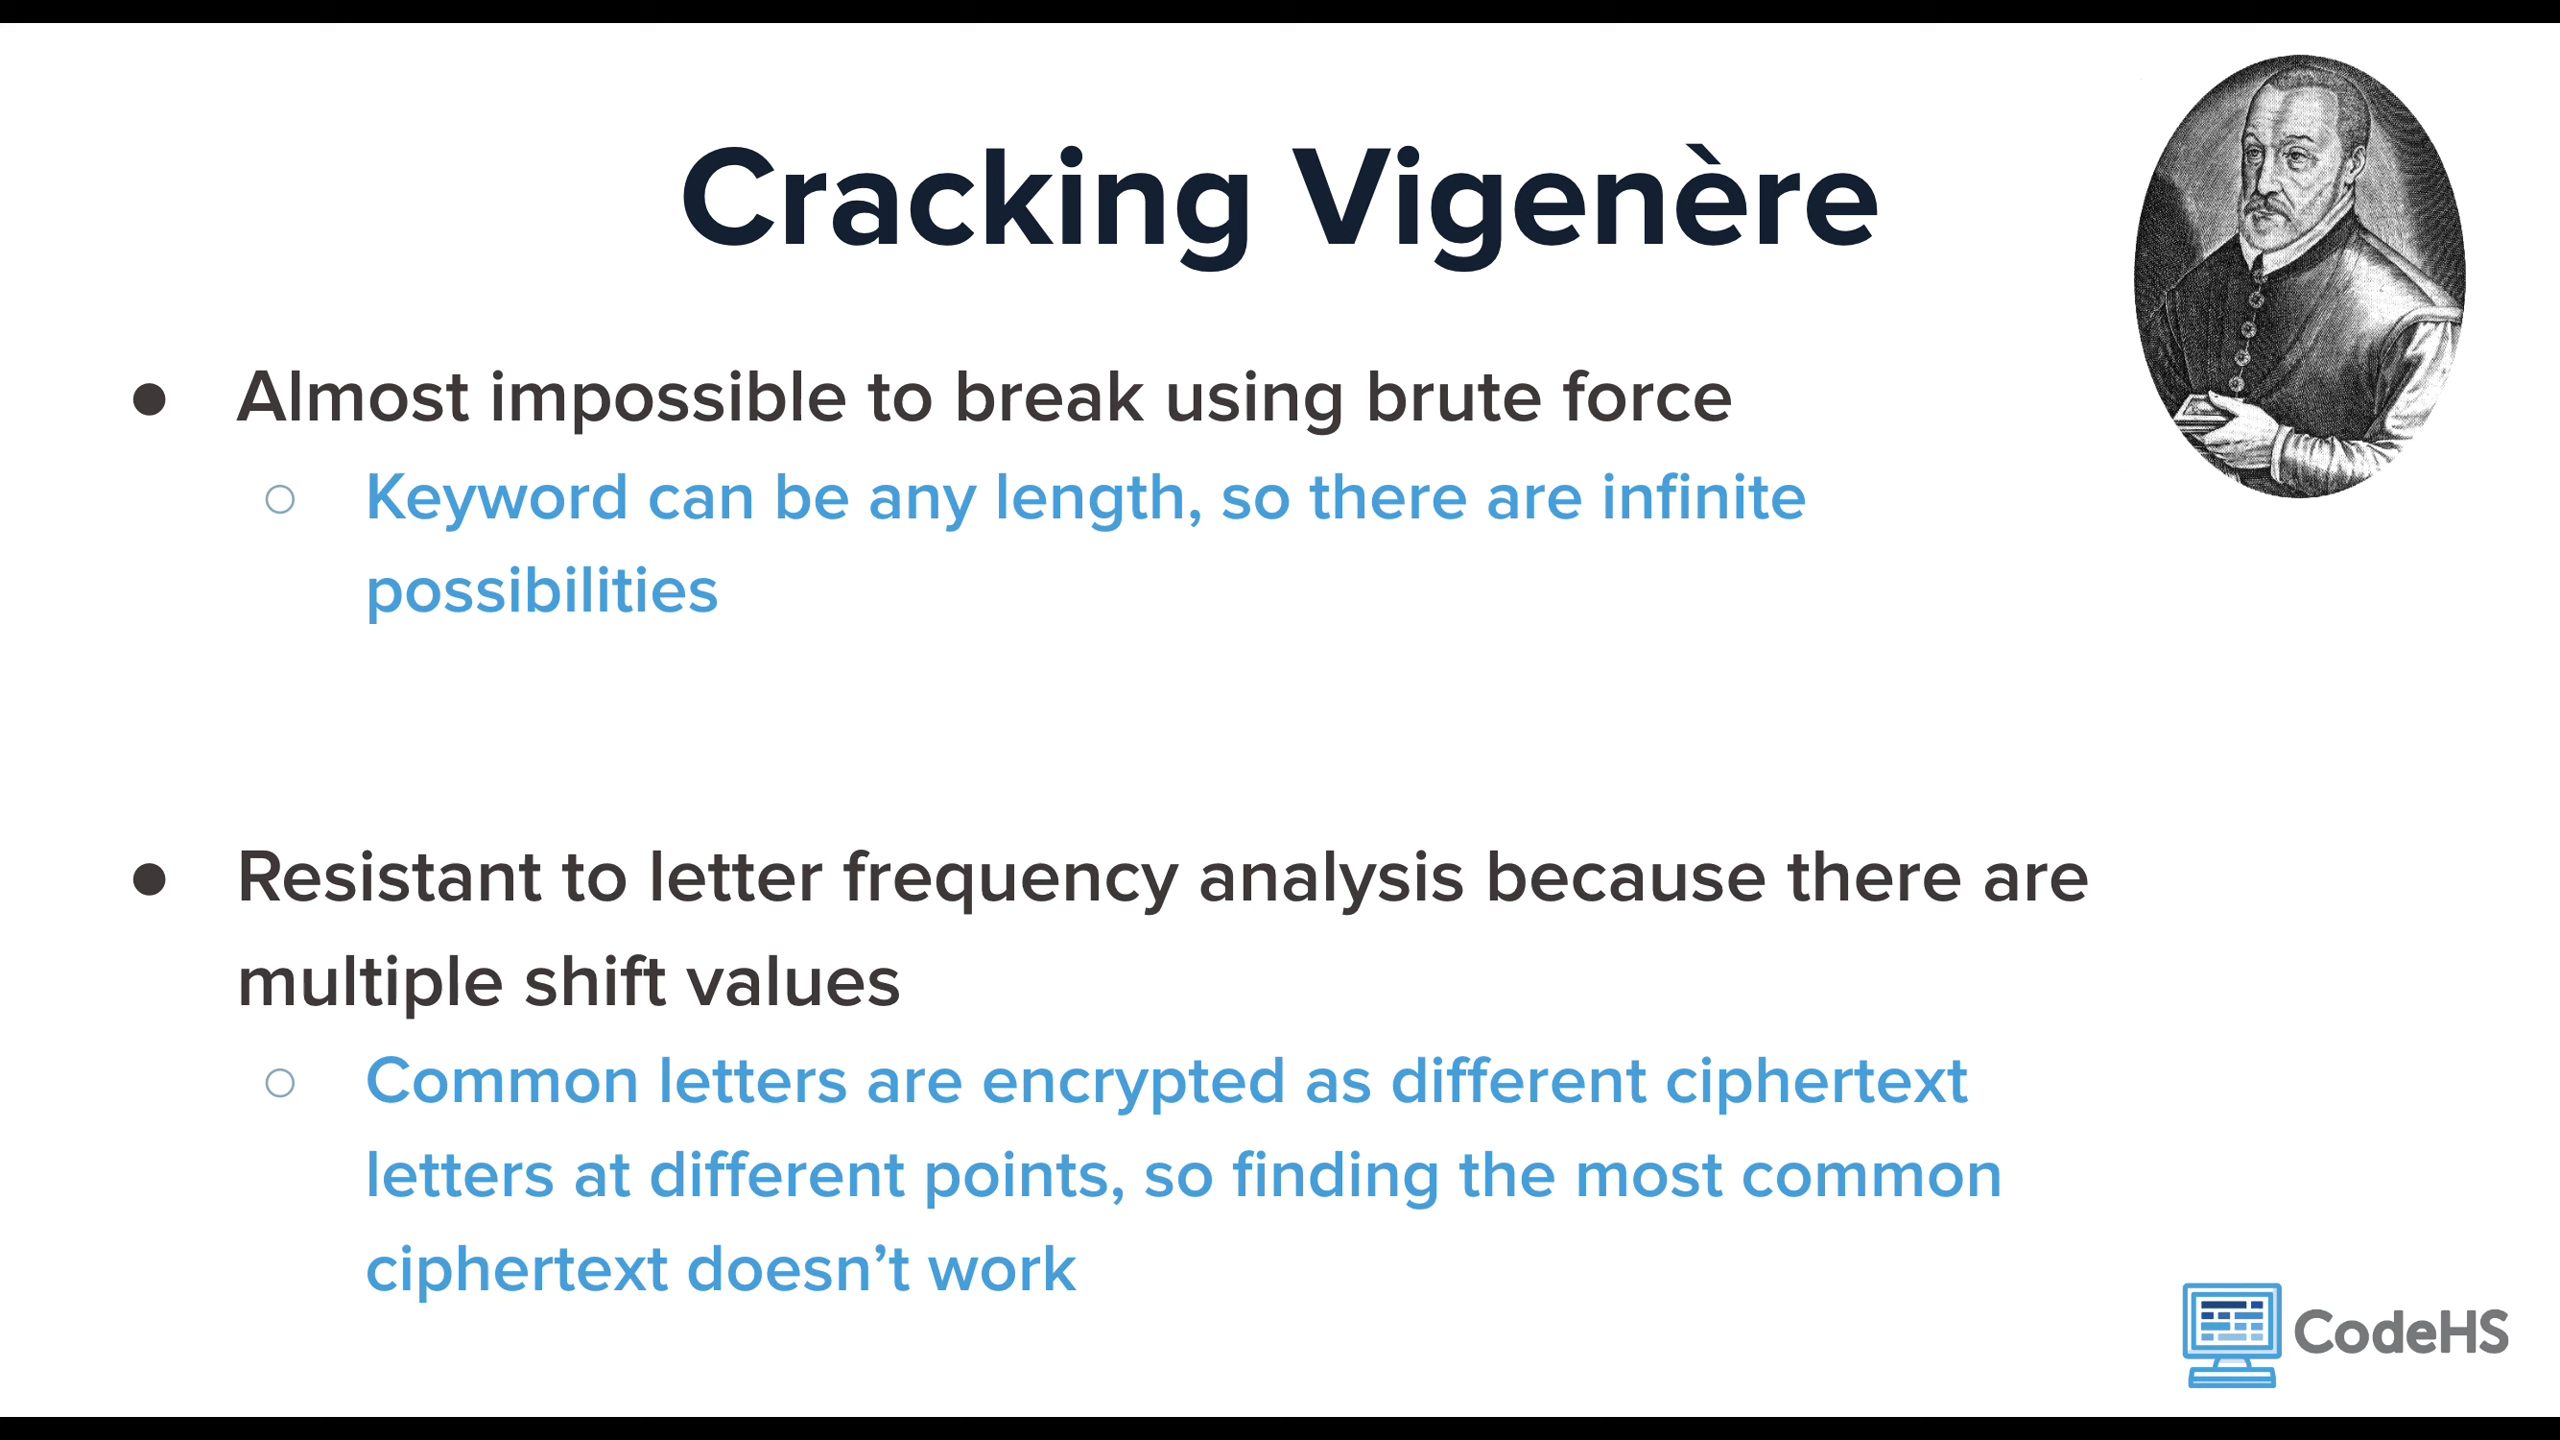 Cracking Vigenère
● Almost impossible to break using brute force
○ Keyword can be any length, so there are infinite
possibilities
● Resistant to letter frequency analysis because there are
multiple shift values
○ Common letters are encrypted as different ciphertext
letters at different points, so finding the most common
ciphertext doesn’t work
CodeHS